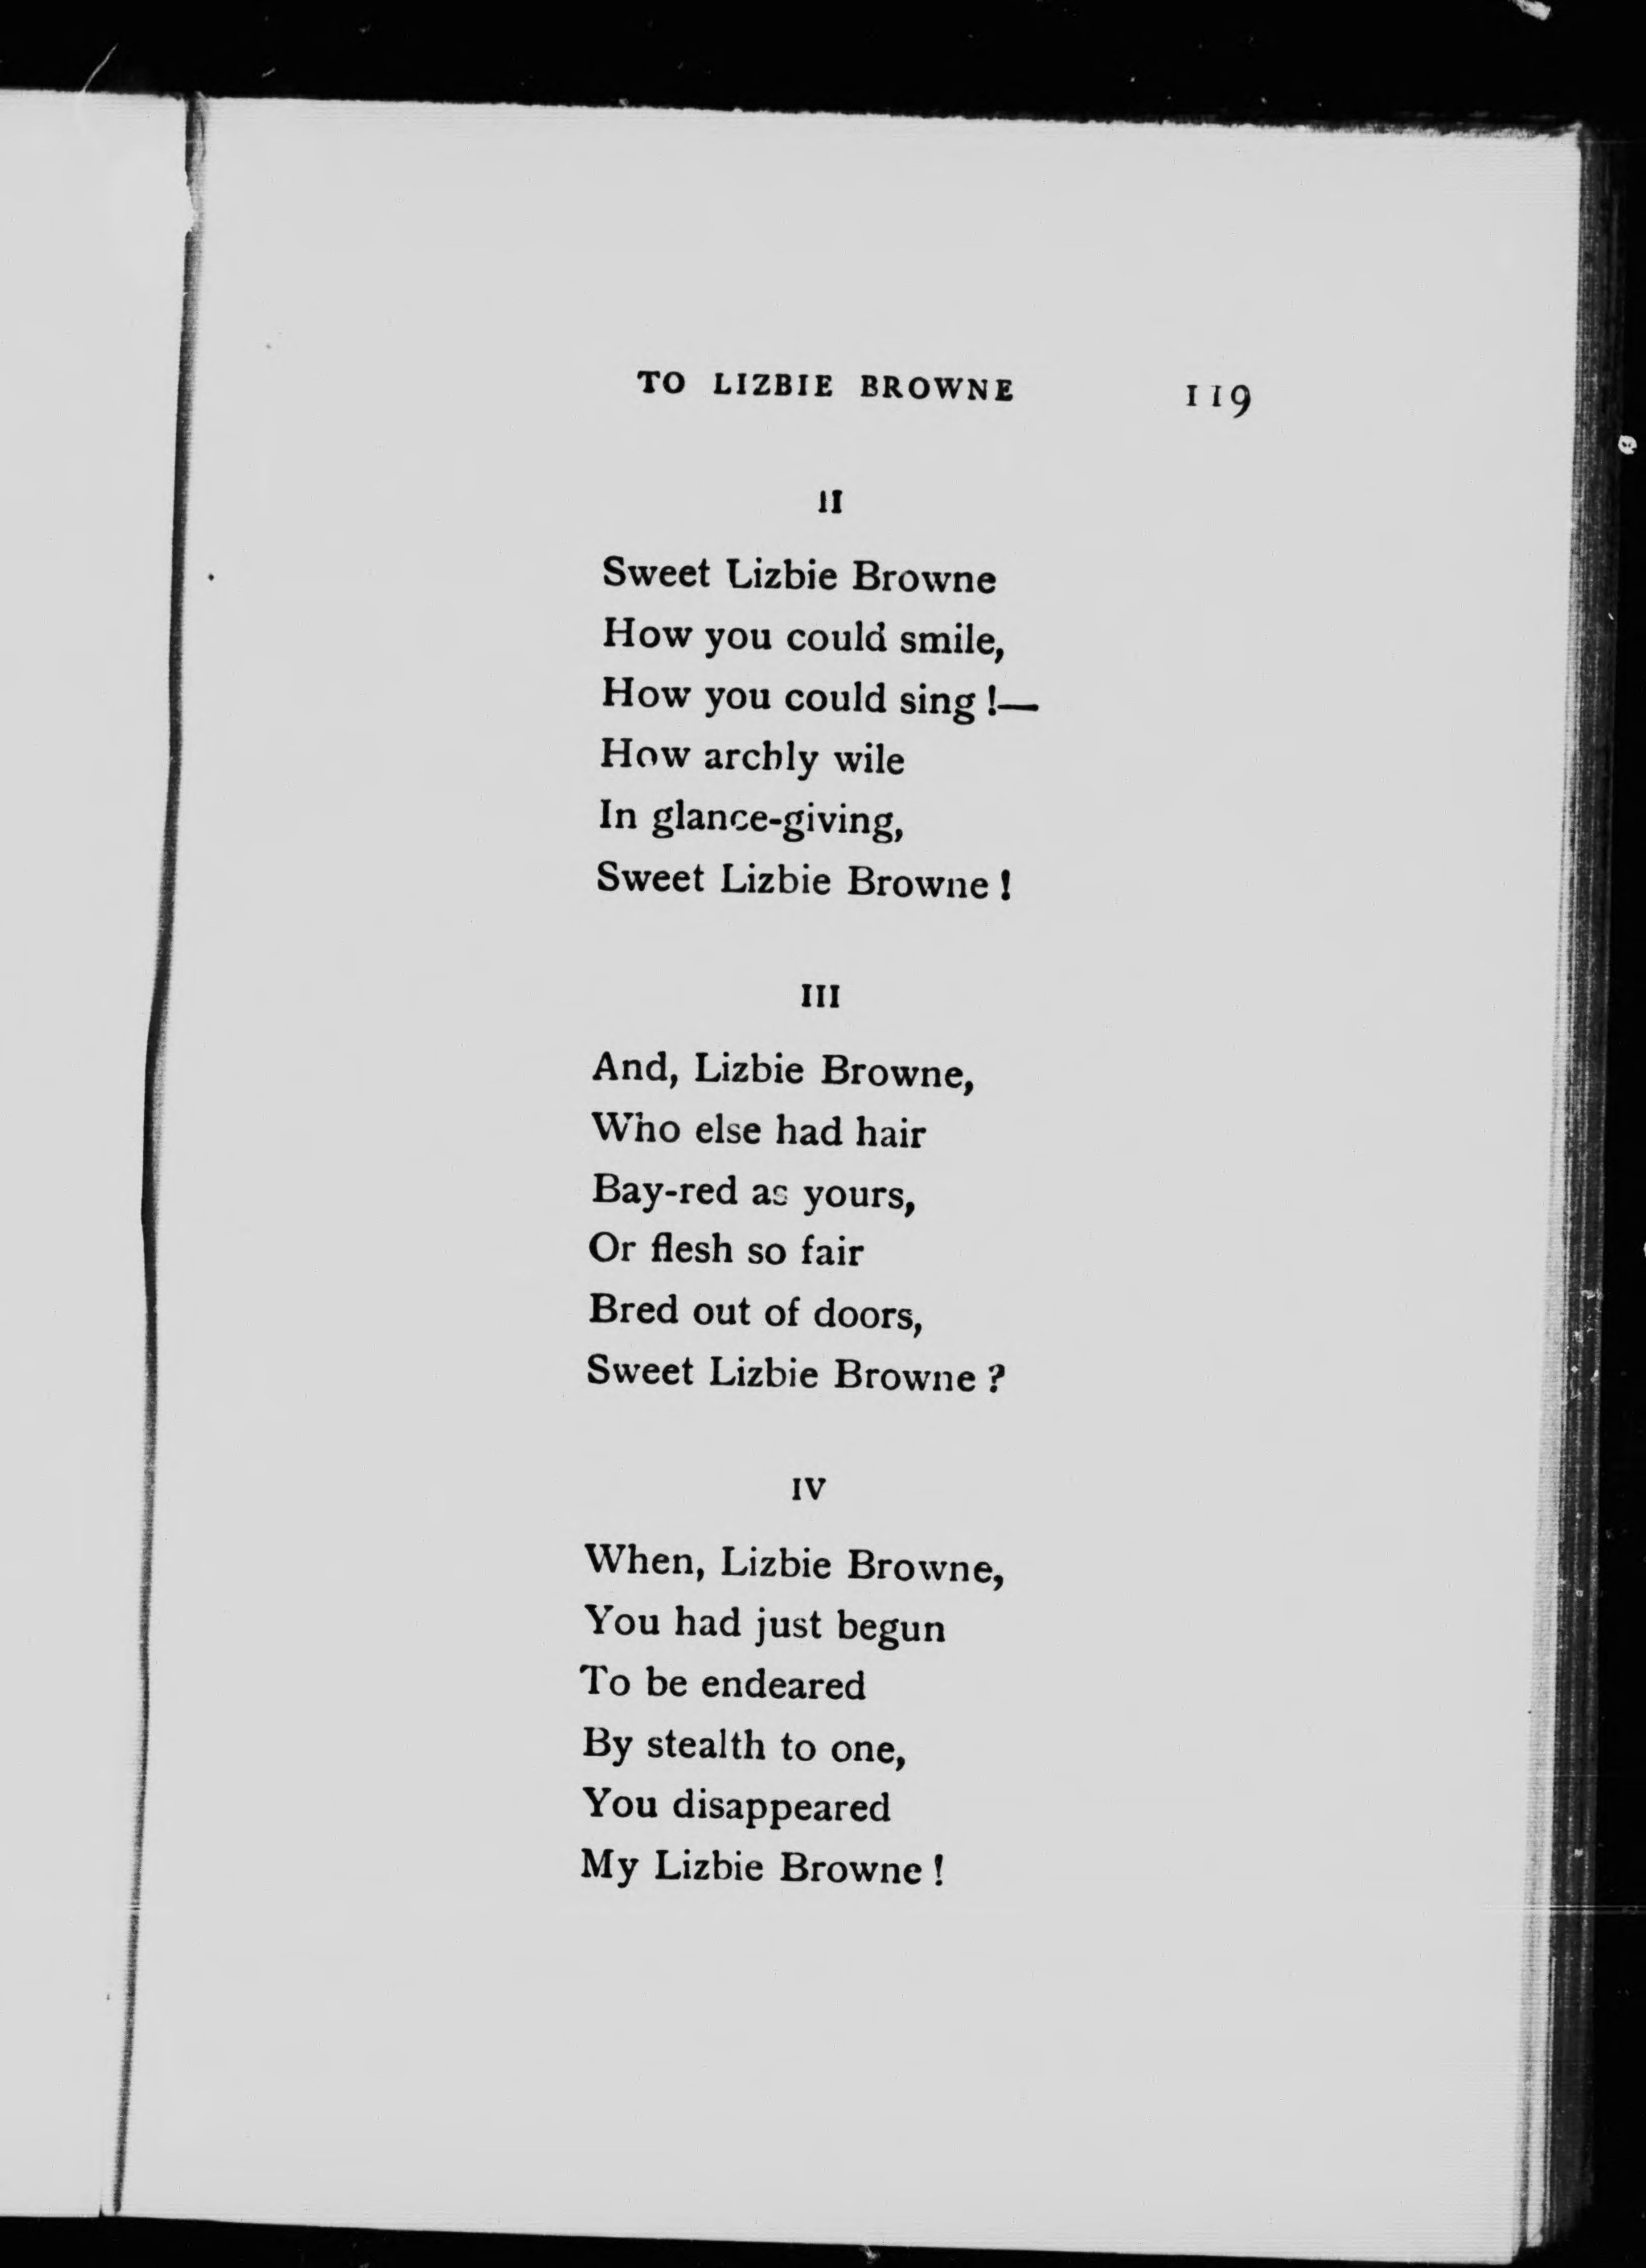 TO LIZBIE BROWNE 119
II
Sweet Lizbie Browne
How you could smile,
How you could sing !—
How archly wile
In glance-giving,
Sweet Lizbie Browne !
III
And, Lizbie Browne,
Who else had hair
Bay-red as yours,
Or flesh so fair
Bred out of doors,
Sweet Lizbie Browne ?
IV
When, Lizbie Browne,
You had just begun
To be endeared
By stealth to one,
You disappeared
My Lizbie Browne !